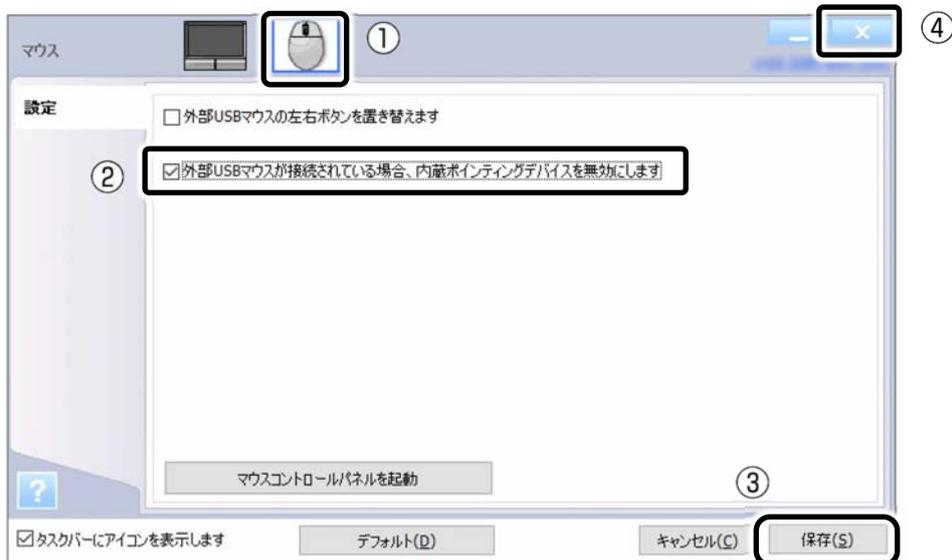 マウス
①
④
設定
□外部USBマウスの左右ボタンを置き替えます
②
☑外部USBマウスが接続されている場合、内蔵ポインティングデバイスを無効にします
マウスコントロールパネルを起動
③
?
☑タスクバーにアイコンを表示します
デフォルト(D)
キャンセル(C)
保存(S)